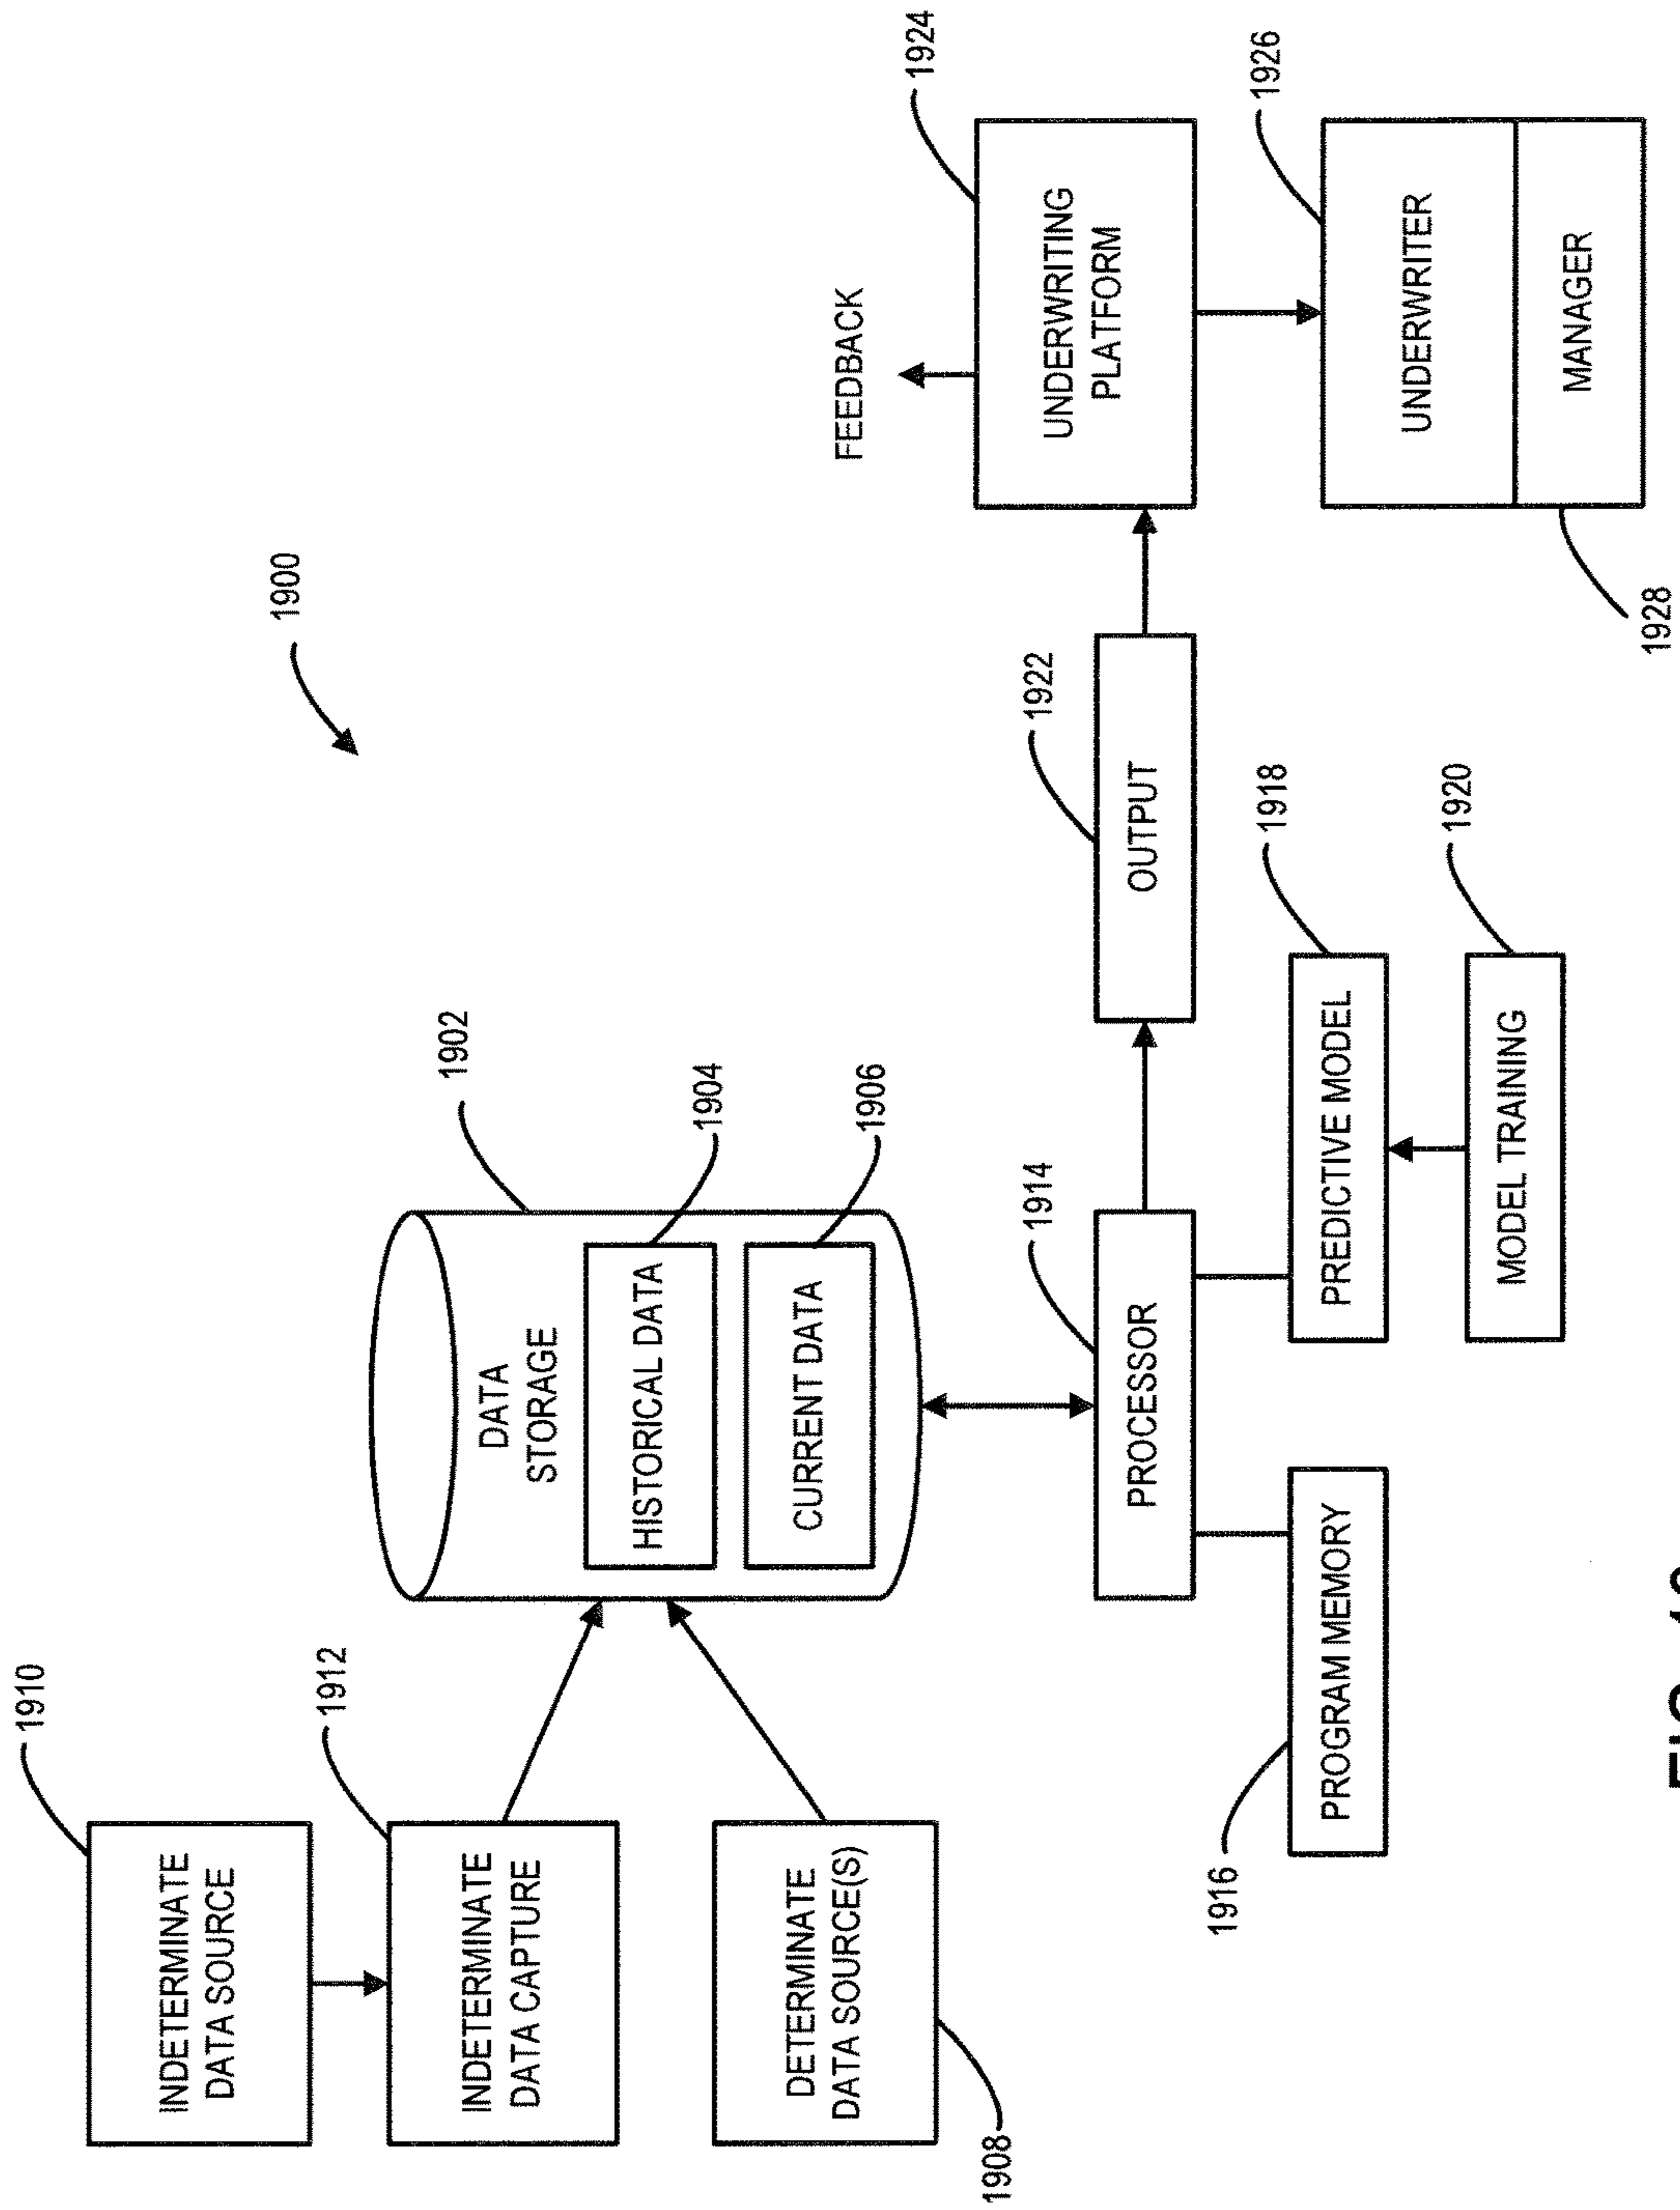 1900
1910
INDETERMINATE
DATA SOURCE
1912
INDETERMINATE
DATA CAPTURE
DETERMINATE
DATA SOURCE(S)
1908
1902
DATA
STORAGE
1904
HISTORICAL DATA
1906
CURRENT DATA
1914
PROCESSOR
1916
PROGRAM MEMORY
1918
PREDICTIVE MODEL
1920
MODEL TRAINING
1922
OUTPUT
FEEDBACK
1924
UNDERWRITING
PLATFORM
1926
UNDERWRITER
MANAGER
1928